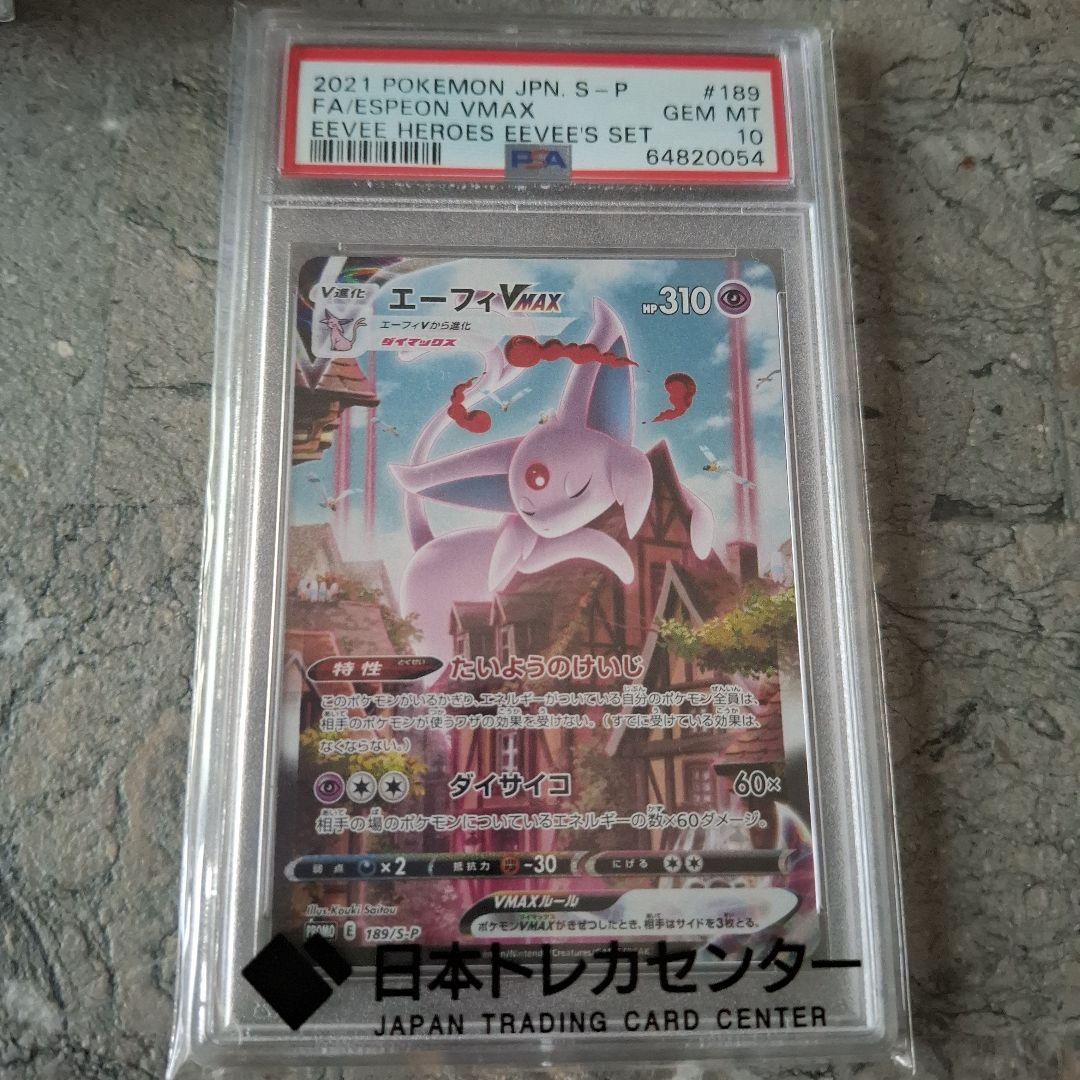 2021 POKEMON JPN. S-P #189
FA/ESPEON VMAX GEM MT
EEVEE HEROES EEVEE'S SET 10
PSA 64820054
V進化 エーフィVMAX HP310
エーフィVから進化
ダイマックス
特性 とくせい たいようのけいじ
このポケモンがいるかぎり、エネルギーがついている自分のポケモン全員は、
相手のポケモンが使うワザの効果を受けない。（すでに受けている効果は、
なくならない。）
ダイサイコ 60×
相手の場のポケモンについているエネルギーの数×60ダメージ。
弱点 ×2 抵抗力 -30 にげる
Illus. Kouki Saitou VMAXルール
PROMO E 189/S-P ポケモンVMAXがきぜつしたとき、相手はサイドを3枚とる。
日本トレカセンター
JAPAN TRADING CARD CENTER